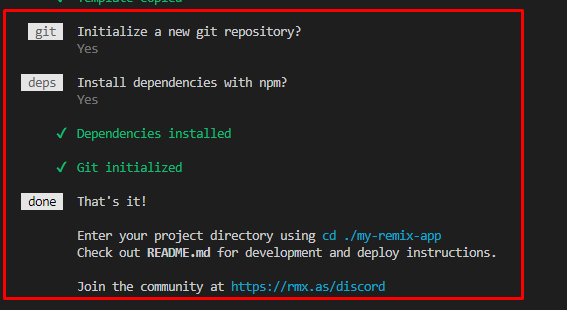 ✓ Template copied
git Initialize a new git repository?
Yes
deps Install dependencies with npm?
Yes
✓ Dependencies installed
✓ Git initialized
done That's it!
Enter your project directory using cd ./my-remix-app
Check out README.md for development and deploy instructions.
Join the community at https://rmx.as/discord